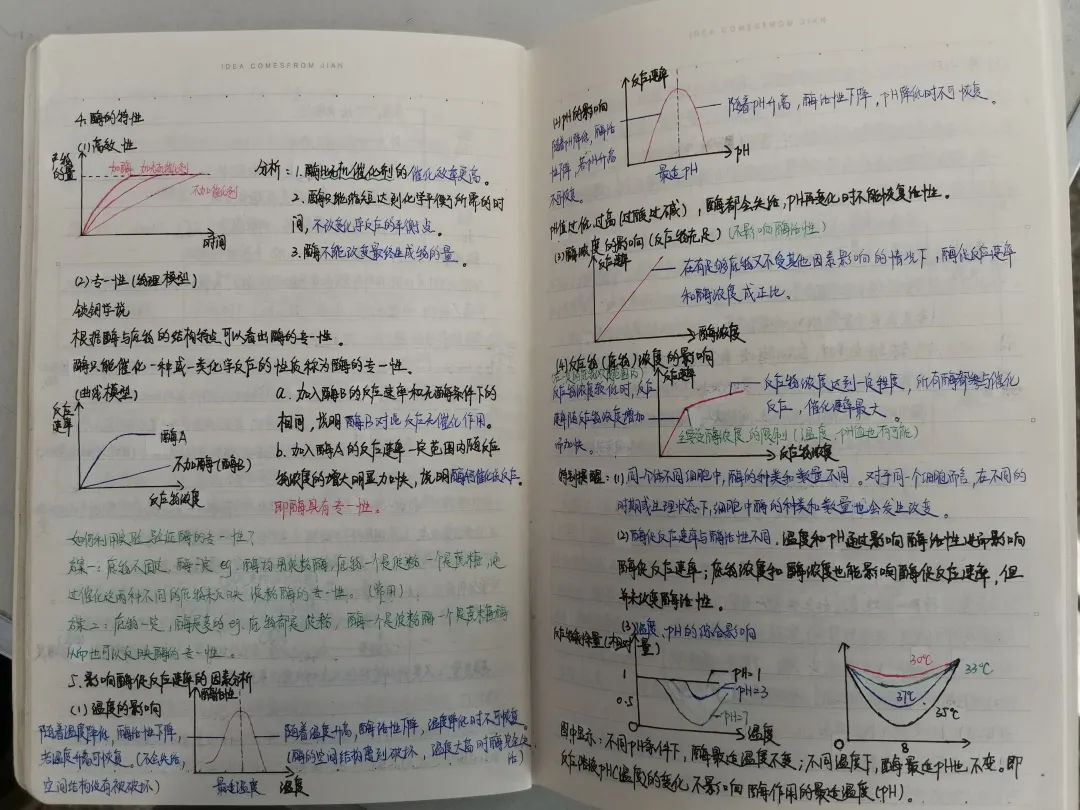 IDEA COMESFROM JIAN
4.酶的特性
(1)高效性
产物的量
加酶 加无机催化剂
不加催化剂
时间
分析：1.酶比无机催化剂的催化效率更高。
2.酶只能缩短达到化学平衡所需的时
间，不改变化学反应的平衡点。
3.酶不能改变最终生成物的量。
(2)专一性(物理模型)
锁钥学说
根据酶与底物的结构特点可以看出酶的专一性。
酶只能催化一种或一类化学反应的性质称为酶的专一性。
(曲线模型)
反应速率
酶A
不加酶(酶B)
反应物浓度
a.加入酶B的反应速率和无酶条件下的
相同，说明酶B对此反应无催化作用。
b.加入酶A的反应速率一定范围内随反应
物浓度的增大明显加快，说明酶A能催化该反应。
即酶具有专一性。
如何利用实验验证酶的专一性？
方案一：底物不同，酶一定 eg.酶均用淀粉酶，底物一个是淀粉一个是蔗糖，通
过催化这两种不同的底物来反映淀粉酶的专一性。(常用)
方案二：底物一定，酶是变的 eg.底物都是淀粉，酶一个是淀粉酶一个是蔗糖酶
从而也可以反映酶的专一性。
5.影响酶促反应速率的因素分析
(1)温度的影响
酶活性
随着温度降低，酶活性下降，
若温度升高可恢复。(不会失活，
空间结构没有被破坏)
最适温度 温度
随着温度升高，酶活性下降，温度降低时不可恢复。
(酶的空间结构遭到破坏，温度太高时酶完全失活)
(2)pH的影响
反应速率
随着pH降低，酶活
性下降，若pH升高
不可恢复。
最适pH
pH
随着pH升高，酶活性下降，pH降低时不可恢复。
pH值过低、过高(过酸过碱)，酶都会失活，pH再变化时不能恢复活性。
(3)酶浓度的影响(反应物充足)(不影响酶活性)
反应速率
酶浓度
在有足够底物又不受其他因素影响的情况下，酶促反应速率
和酶浓度成正比。
(4)反应物(底物)浓度的影响
反应速率
反应物浓度较低时，反应
速率随反应物浓度增加
而加快。
反应物浓度达到一定程度，所有酶都参与催化
反应，催化速率最大。
主要受酶浓度的限制(温度、pH值也有可能)
反应物浓度
特别提醒：(1)同个体不同细胞中，酶的种类和数量不同。对于同一个细胞而言，在不同的
时期或生理状态下，细胞中酶的种类和数量也会发生改变。
(2)酶促反应速率与酶活性不同。温度和pH通过影响酶活性进而影响
酶促反应速率；底物浓度和酶浓度也能影响酶促反应速率，但
并未改变酶活性。
(3)温度、pH的综合影响
反应物剩余量(相对量)
1
0.5
0
pH=1
pH=3
pH=7
温度
30℃
33℃
37℃
35℃
0
8
图中显示：不同pH条件下，酶最适温度不变；不同温度下，酶最适pH也不变。即
反应溶液pH(温度)的变化不影响酶作用的最适温度(pH)。